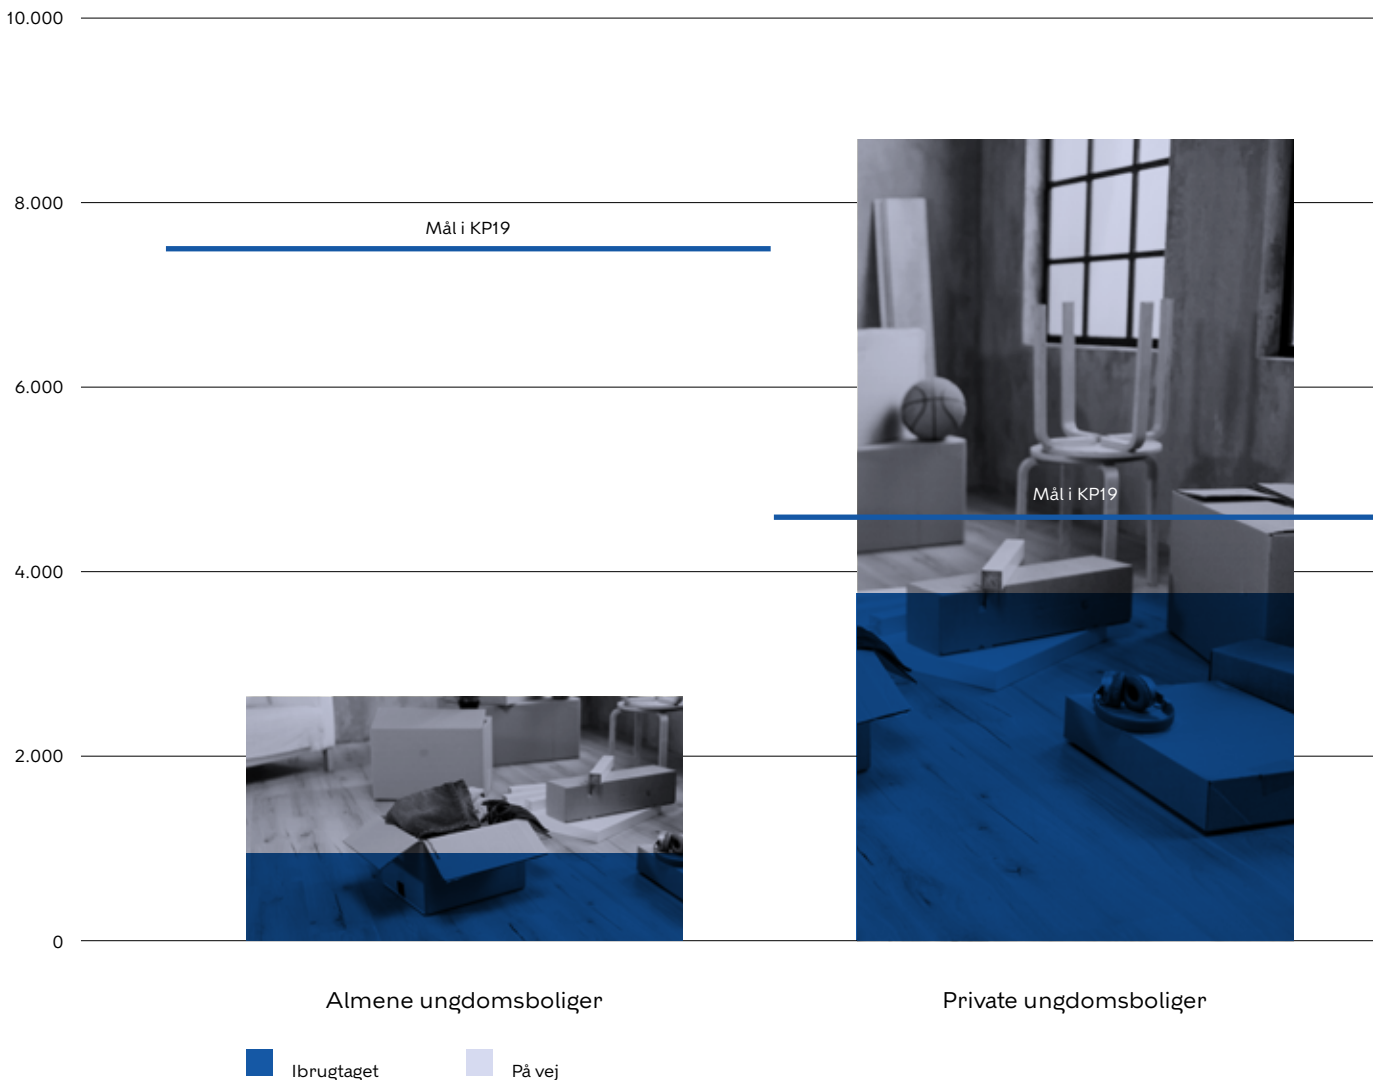 10.000
8.000
Mål i KP19
6.000
Mål i KP19
4.000
2.000
0
Almene ungdomsboliger
Private ungdomsboliger
Ibrugtaget
På vej